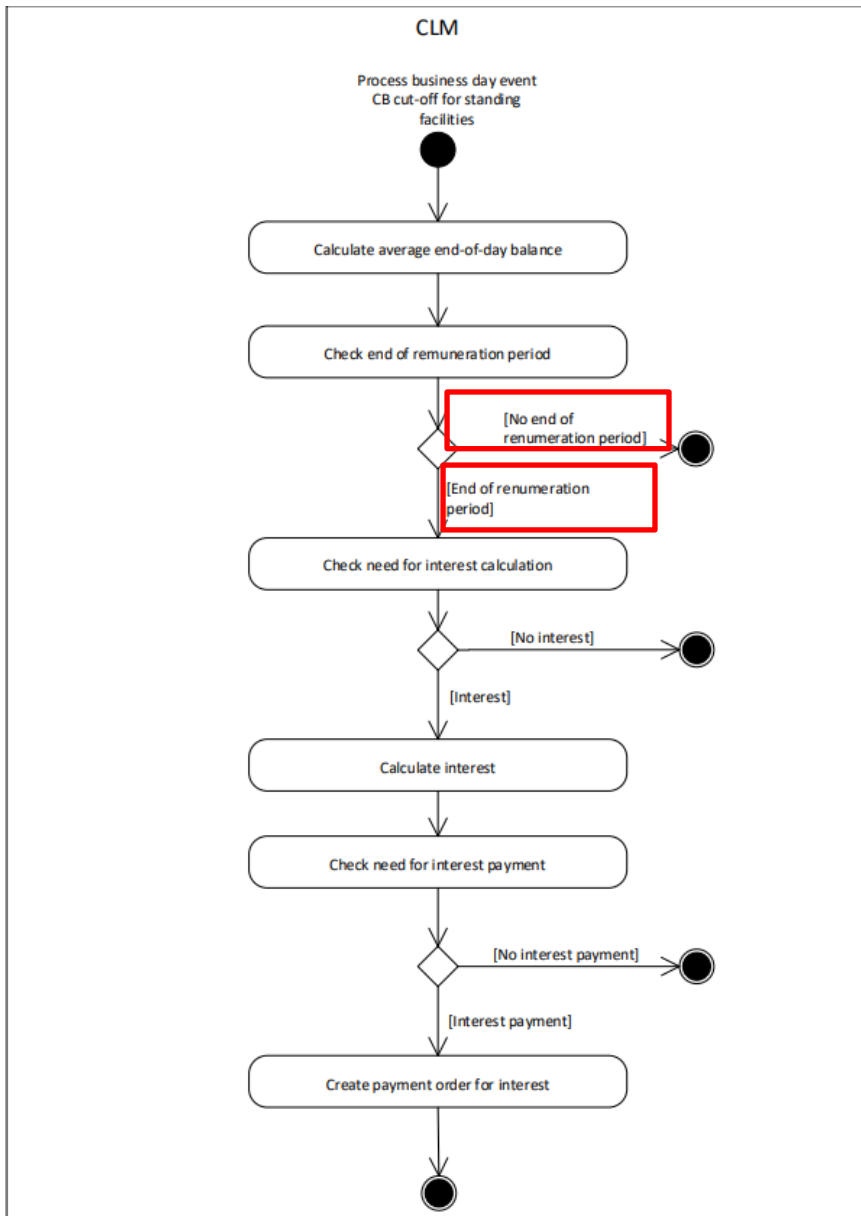 CLM
Process business day event
CB cut-off for standing
facilities
Calculate average end-of-day balance
Check end of remuneration period
[No end of
renumeration period]
[End of renumeration
period]
Check need for interest calculation
[No interest]
[Interest]
Calculate interest
Check need for interest payment
[No interest payment]
[Interest payment]
Create payment order for interest